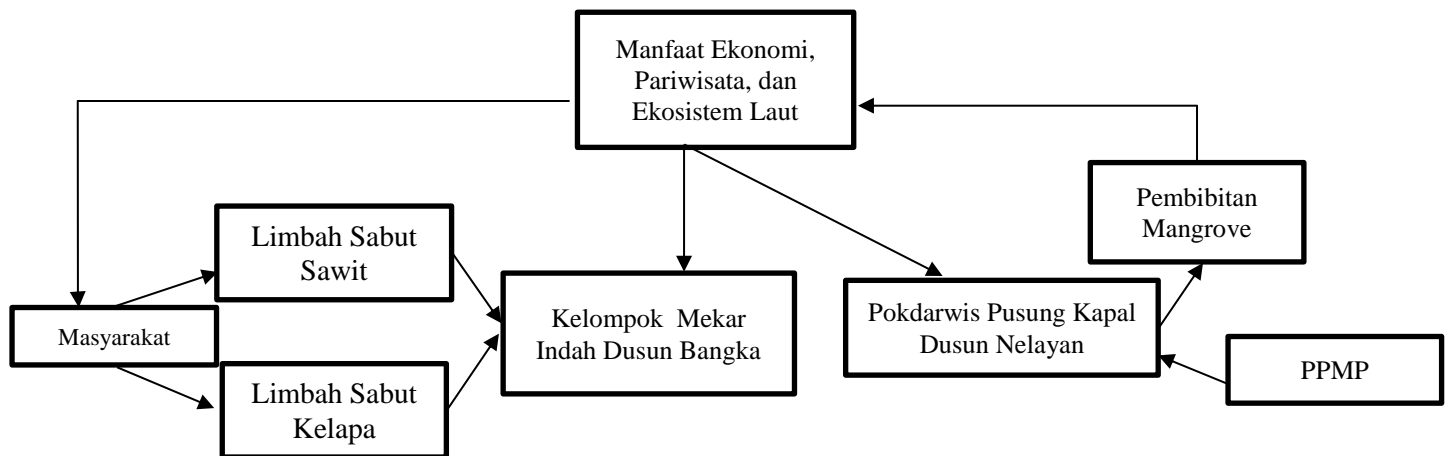 Manfaat Ekonomi,
Pariwisata, dan
Ekosistem Laut
Pembibitan
Mangrove
Limbah Sabut
Sawit
Masyarakat
Limbah Sabut
Kelapa
Kelompok Mekar
Indah Dusun Bangka
Pokdarwis Pusung Kapal
Dusun Nelayan
PPMP